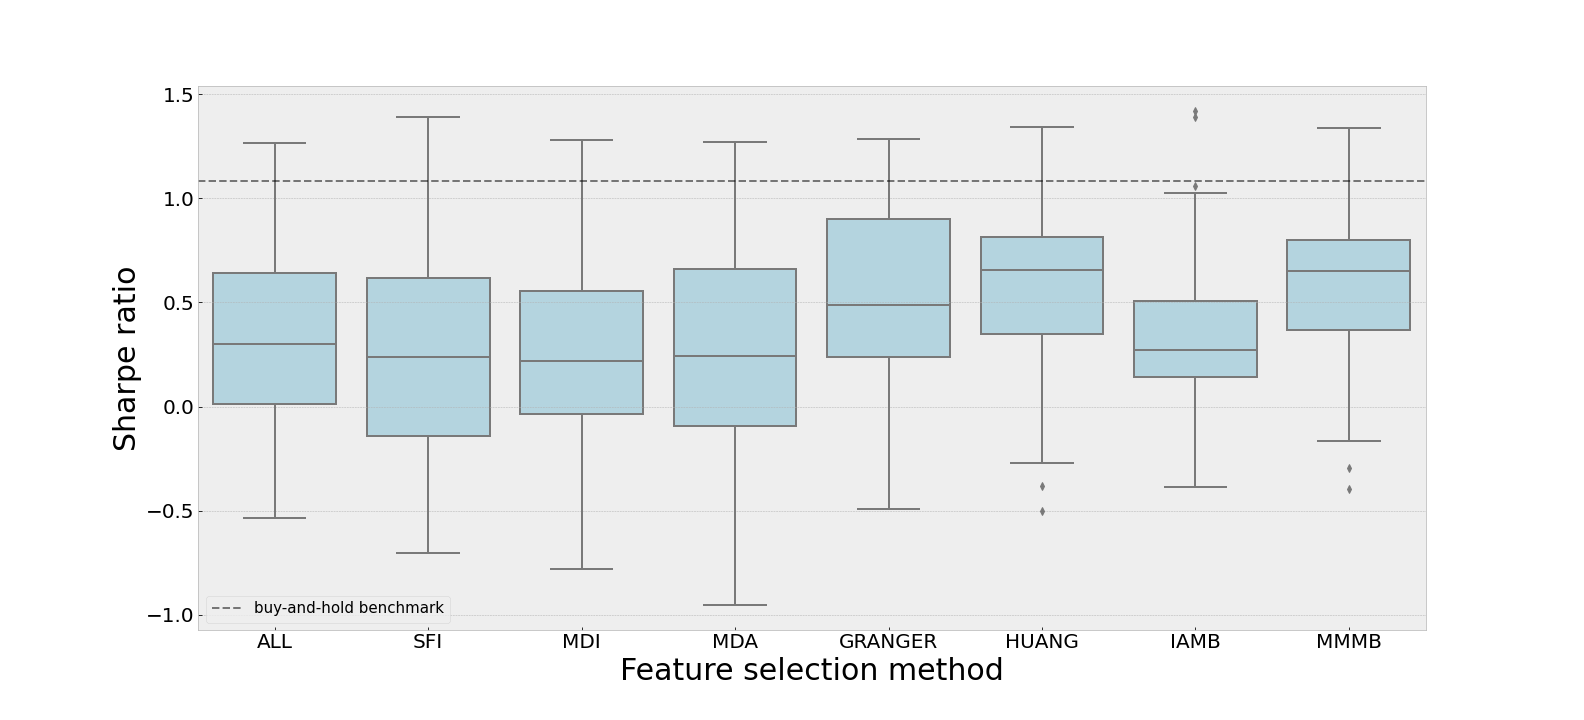 Sharpe ratio
1.5
1.0
0.5
0.0
−0.5
−1.0
buy-and-hold benchmark
ALL SFI MDI MDA GRANGER HUANG IAMB MMMB
Feature selection method